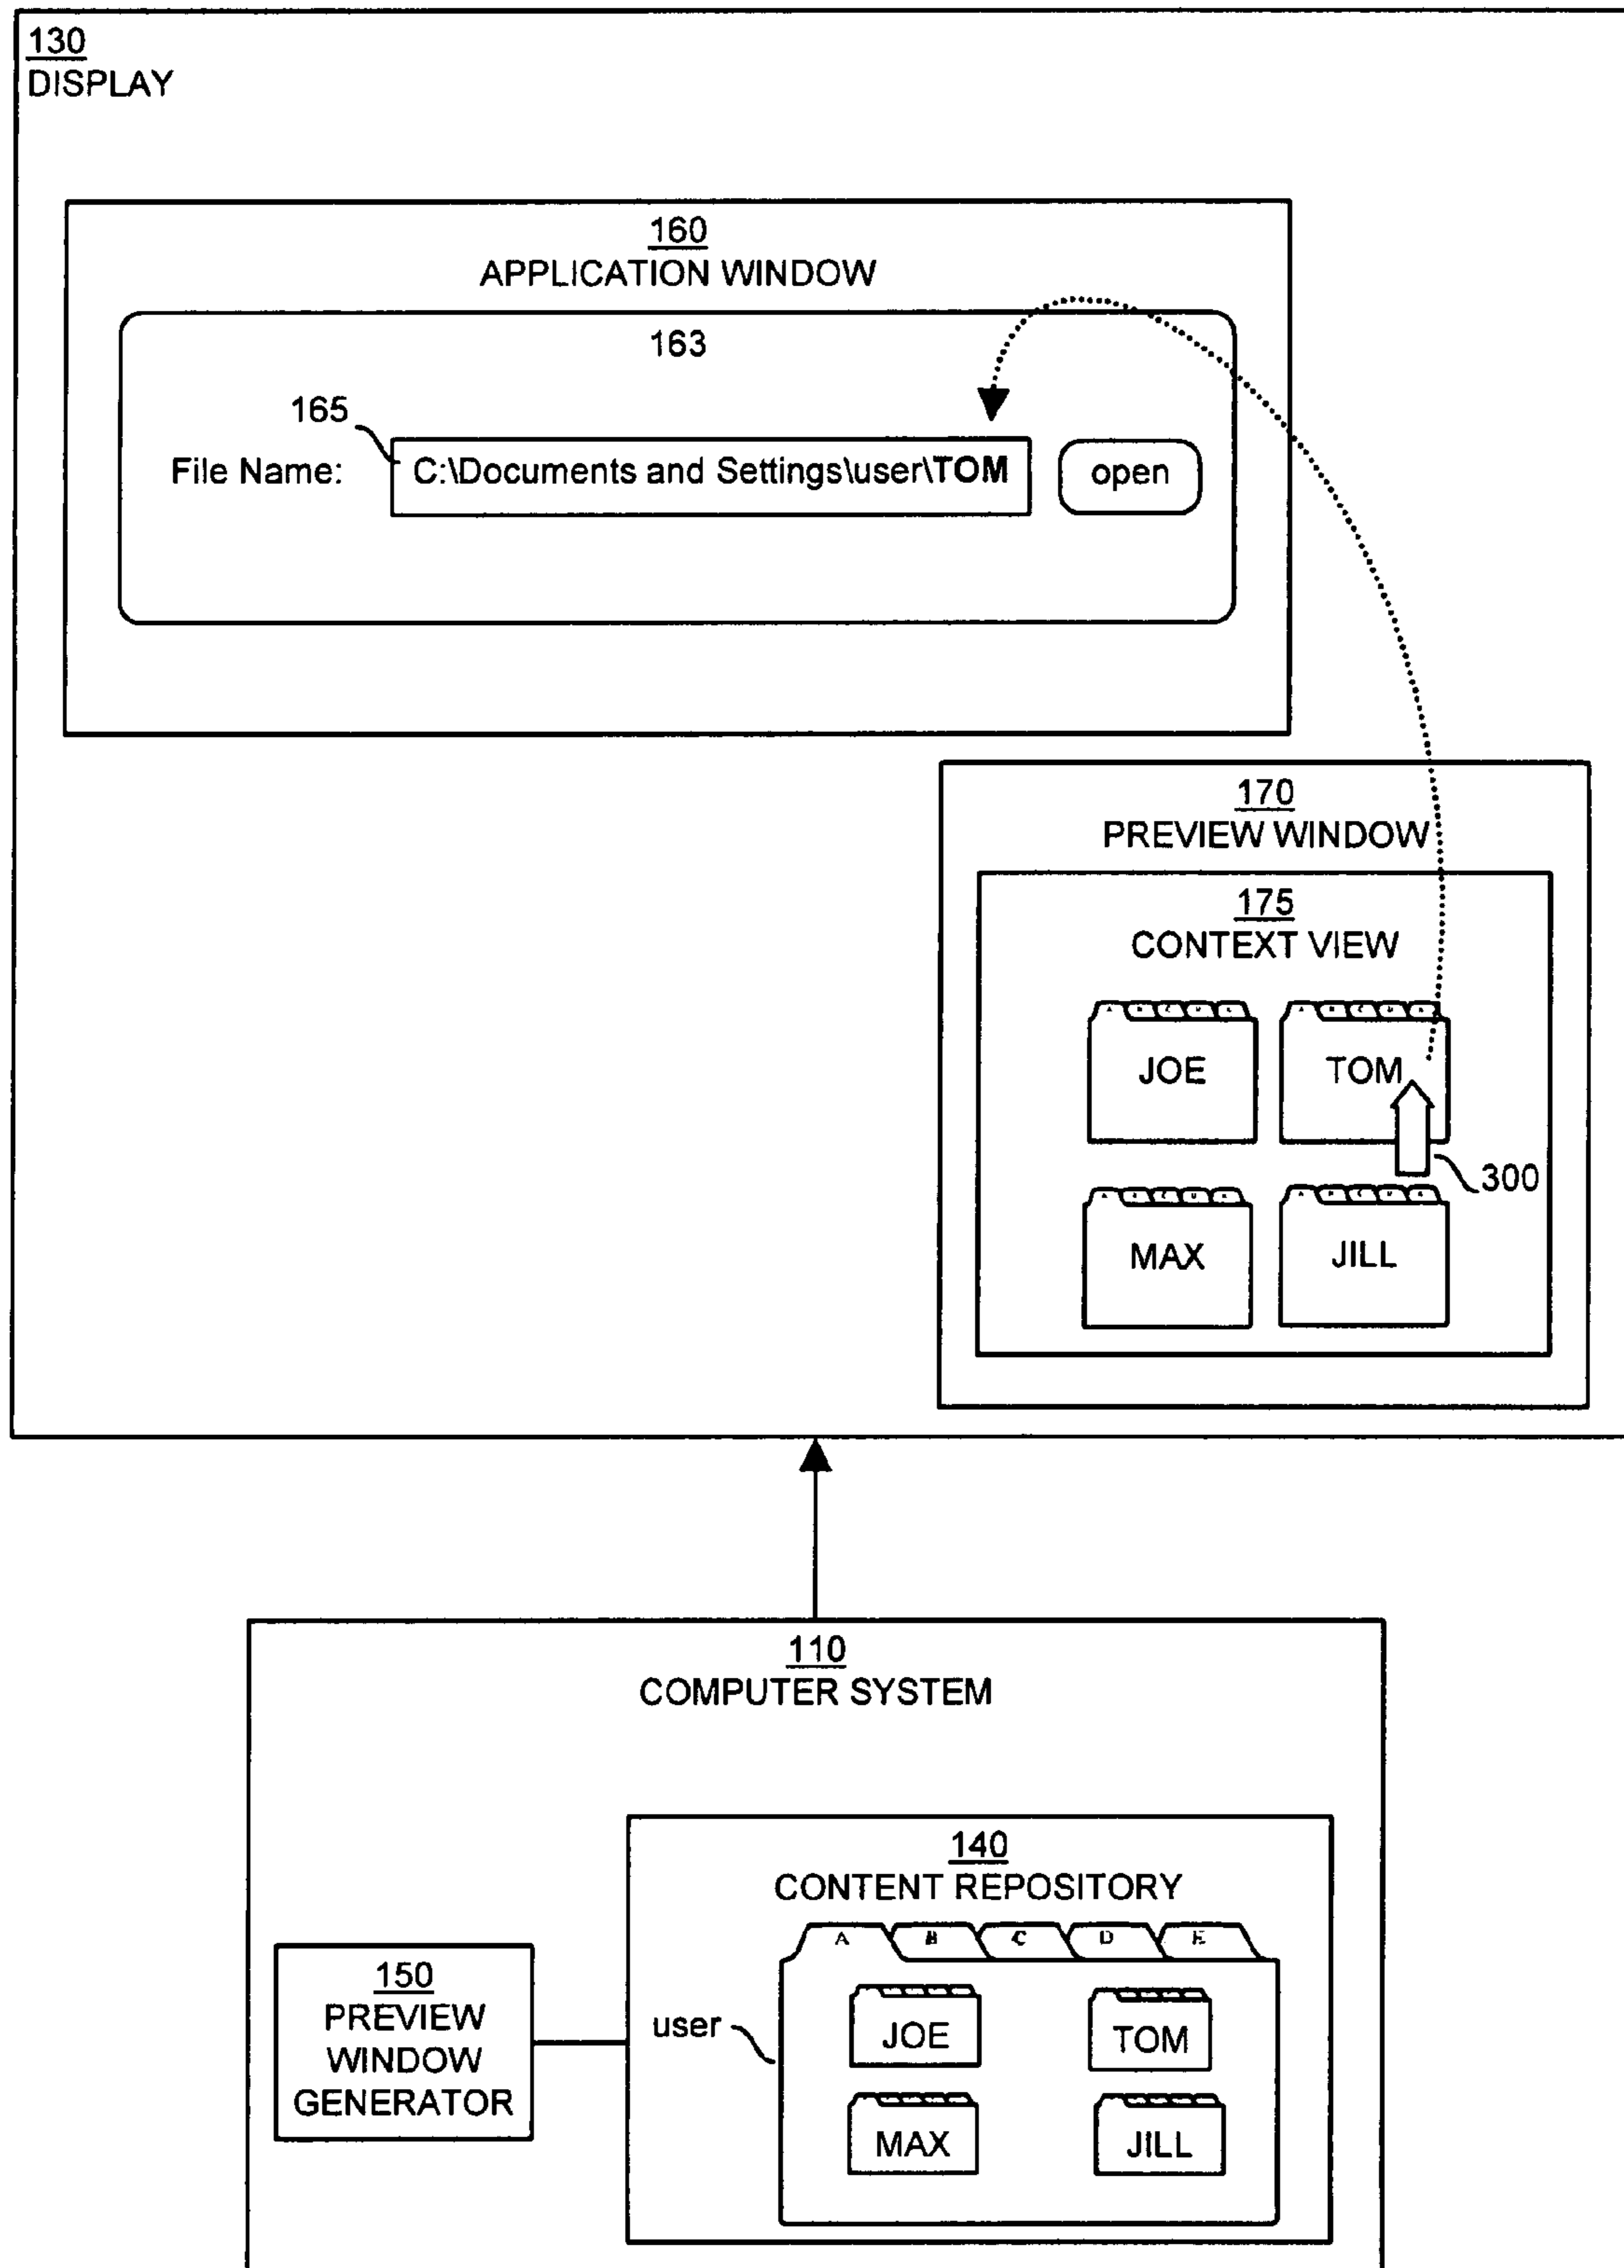 130
DISPLAY
160
APPLICATION WINDOW
163
165
File Name:
C:\Documents and Settings\user\TOM
open
170
PREVIEW WINDOW
175
CONTEXT VIEW
JOE
TOM
300
MAX
JILL
110
COMPUTER SYSTEM
140
CONTENT REPOSITORY
A B C D E
150
PREVIEW
WINDOW
GENERATOR
user
JOE
TOM
MAX
JILL